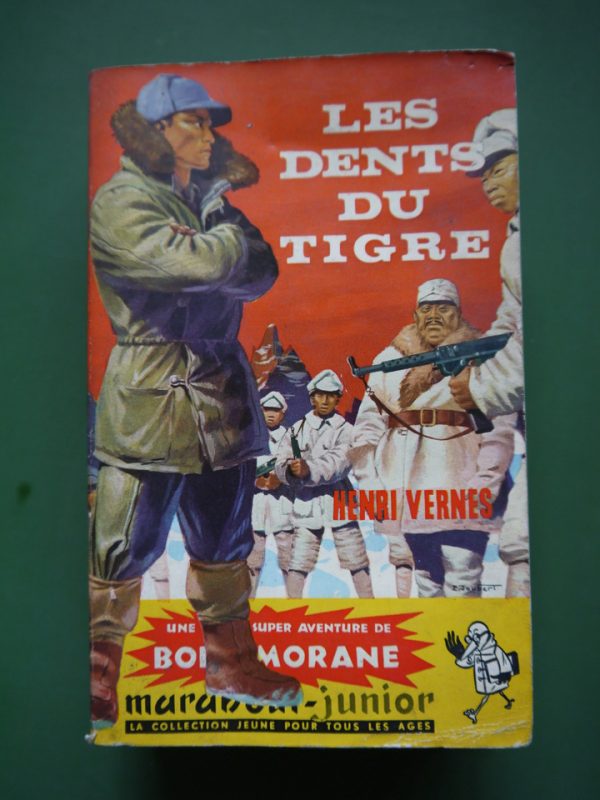 LES
DENTS
DU
TIGRE
HENRI VERNES
UNE SUPER AVENTURE DE
BOB MORANE
marabout-junior
LA COLLECTION JEUNE POUR TOUS LES AGES